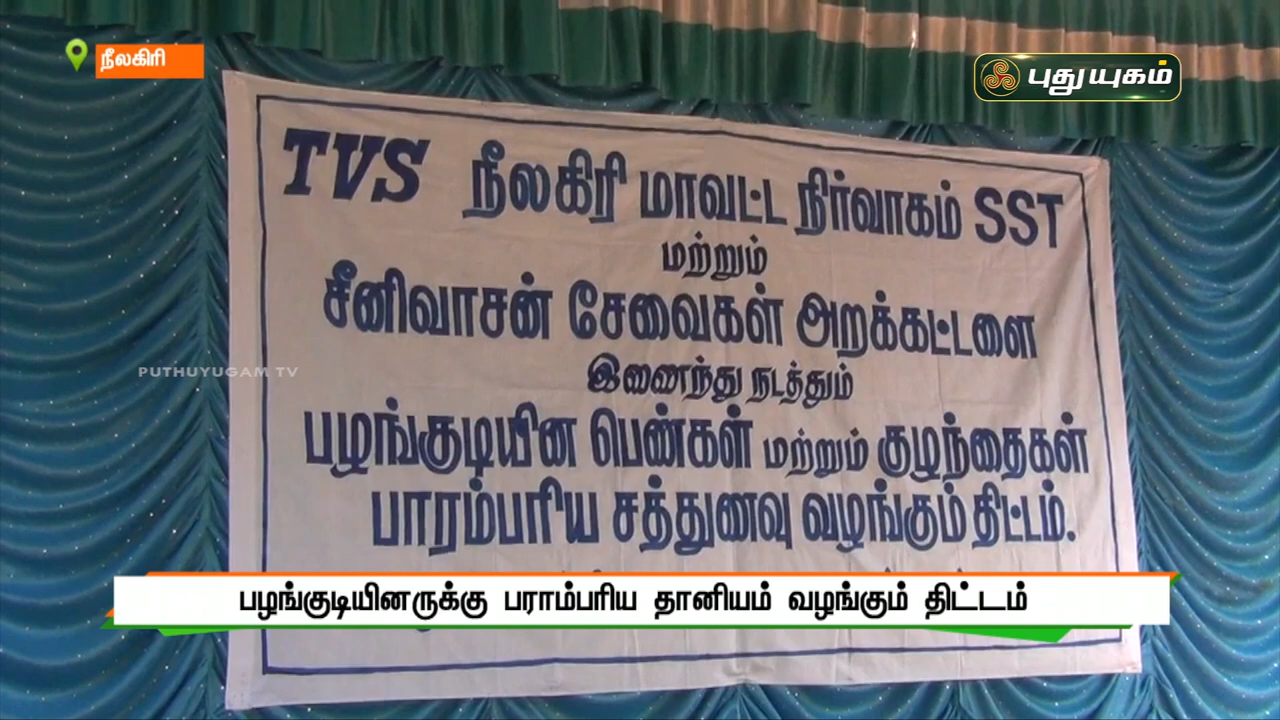 நீலகிரி
புதுயுகம்
TVS நீலகிரி மாவட்ட நிர்வாகம் SST
மற்றும்
சீனிவாசன் சேவைகள் அறக்கட்டளை
PUTHUYUGAM TV
இணைந்து நடத்தும்
பழங்குடியின பெண்கள் மற்றும் குழந்தைகள்
பாரம்பரிய சத்துணவு வழங்கும் திட்டம்.
பழங்குடியினருக்கு பராம்பரிய தானியம் வழங்கும் திட்டம்